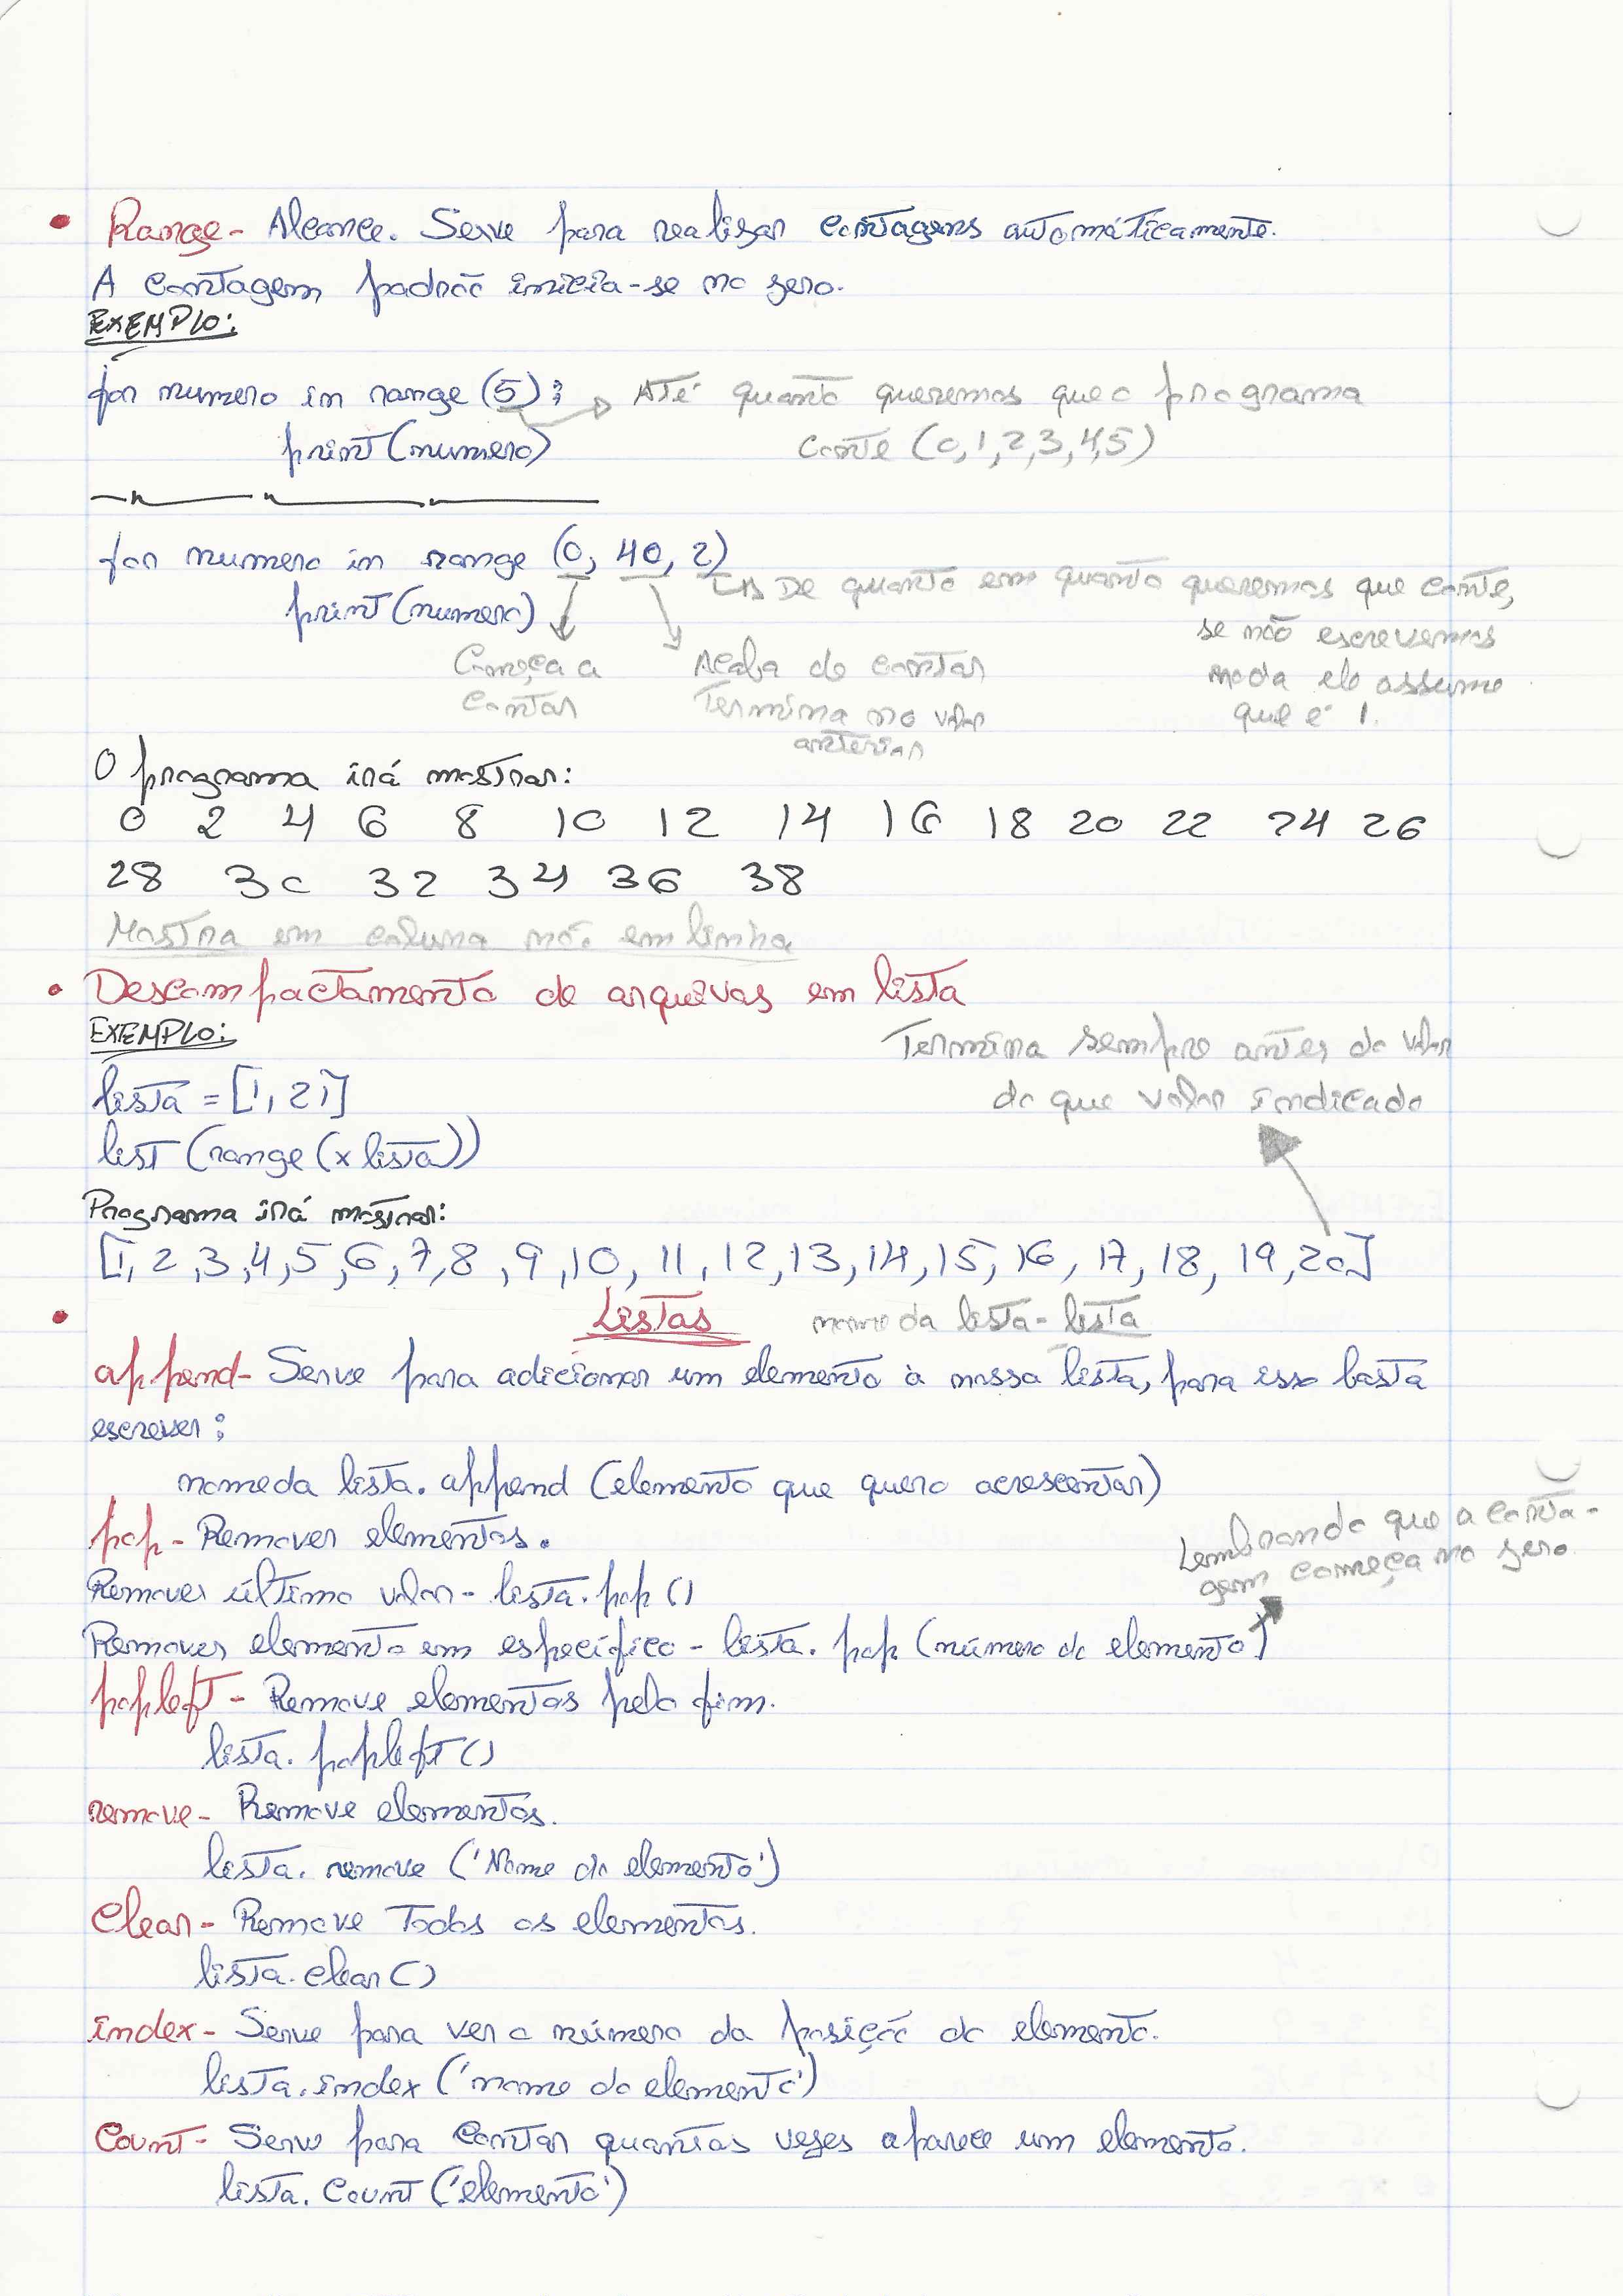 • Range - Alcance. Serve para realizar contagens automáticamente.
A contagem padrão inicia-se no zero.
EXEMPLO:
for numero in range (5):
Até quanto queremos que o programa
print (numero)
conte (0,1,2,3,4,5)
for numero in range (0, 40, 2)
De quanto em quanto queremos que conte,
se não escrevermos
nada ele assume
que é 1.
print (numero)
Começa a
contar
Acaba de contar
Termina no valor
anterior
O programa irá mostrar:
0 2 4 6 8 10 12 14 16 18 20 22 24 26
28 30 32 34 36 38
Mostra em coluna não em linha
• Descompactamento de arquivos em lista
EXEMPLO:
Termina sempre antes do valor
do que valor indicado
lista = [1, 21]
list (range (x lista))
Programa irá mostrar:
[1, 2, 3, 4, 5, 6, 7, 8, 9, 10, 11, 12, 13, 14, 15, 16, 17, 18, 19, 20]
• Listas
nome da lista - lista
append - Serve para adicionar um elemento à nossa lista, para isso basta
escrever:
nome da lista. append (elemento que quero acrescentar)
pop - Remover elementos.
Lembrando que a conta-
gem começa no zero.
Remover último valor - lista. pop ()
Remover elemento em específico - lista. pop (número do elemento)
popleft - Remove elementos pelo fim.
lista. popleft ()
remove - Remove elementos.
lista. remove ('Nome do elemento')
Clear - Remove Todos os elementos.
lista. clear ()
index - Serve para ver o número da posição do elemento.
lista. index ('nome do elemento')
Count - Serve para contar quantas vezes aparece um elemento.
lista. count ('elemento')